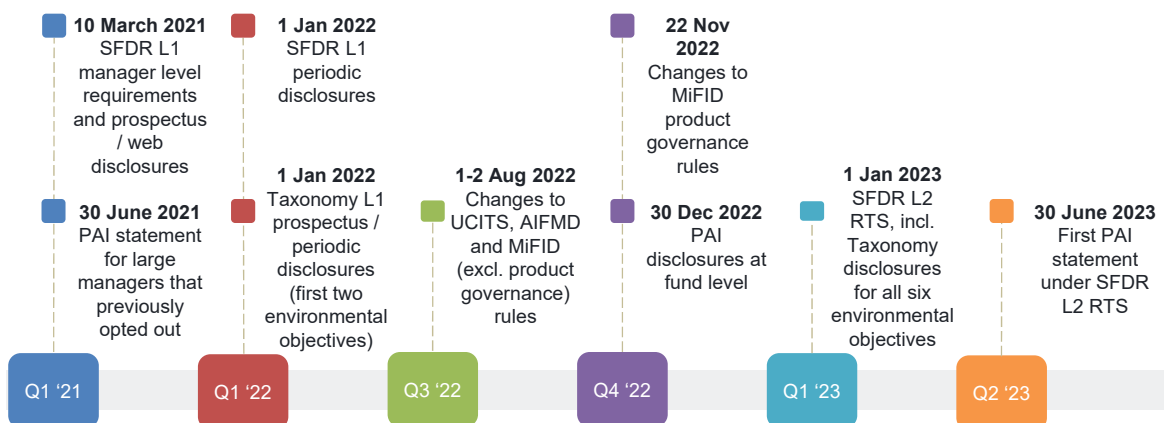 10 March 2021
SFDR L1
manager level
requirements
and prospectus
/ web
disclosures
30 June 2021
PAI statement
for large
managers that
previously
opted out
1 Jan 2022
SFDR L1
periodic
disclosures
1 Jan 2022
Taxonomy L1
prospectus /
periodic
disclosures
(first two
environmental
objectives)
1-2 Aug 2022
Changes to
UCITS, AIFMD
and MiFID
(excl. product
governance)
rules
22 Nov
2022
Changes to
MiFID
product
governance
rules
30 Dec 2022
PAI
disclosures at
fund level
1 Jan 2023
SFDR L2
RTS, incl.
Taxonomy
disclosures
for all six
environmental
objectives
30 June 2023
First PAI
statement
under SFDR
L2 RTS
Q1 ‘21
Q1 ‘22
Q3 ‘22
Q4 ‘22
Q1 ‘23
Q2 ‘23